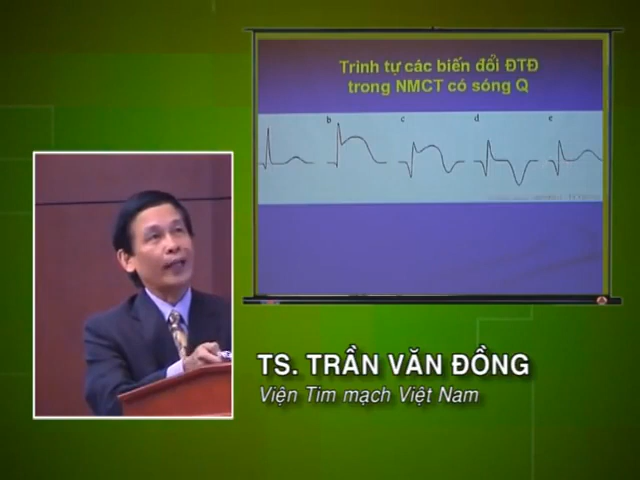 Trình tự các biến đổi ĐTĐ
trong NMCT có sóng Q
b c d e
TS. TRẦN VĂN ĐỒNG
Viện Tim mạch Việt Nam